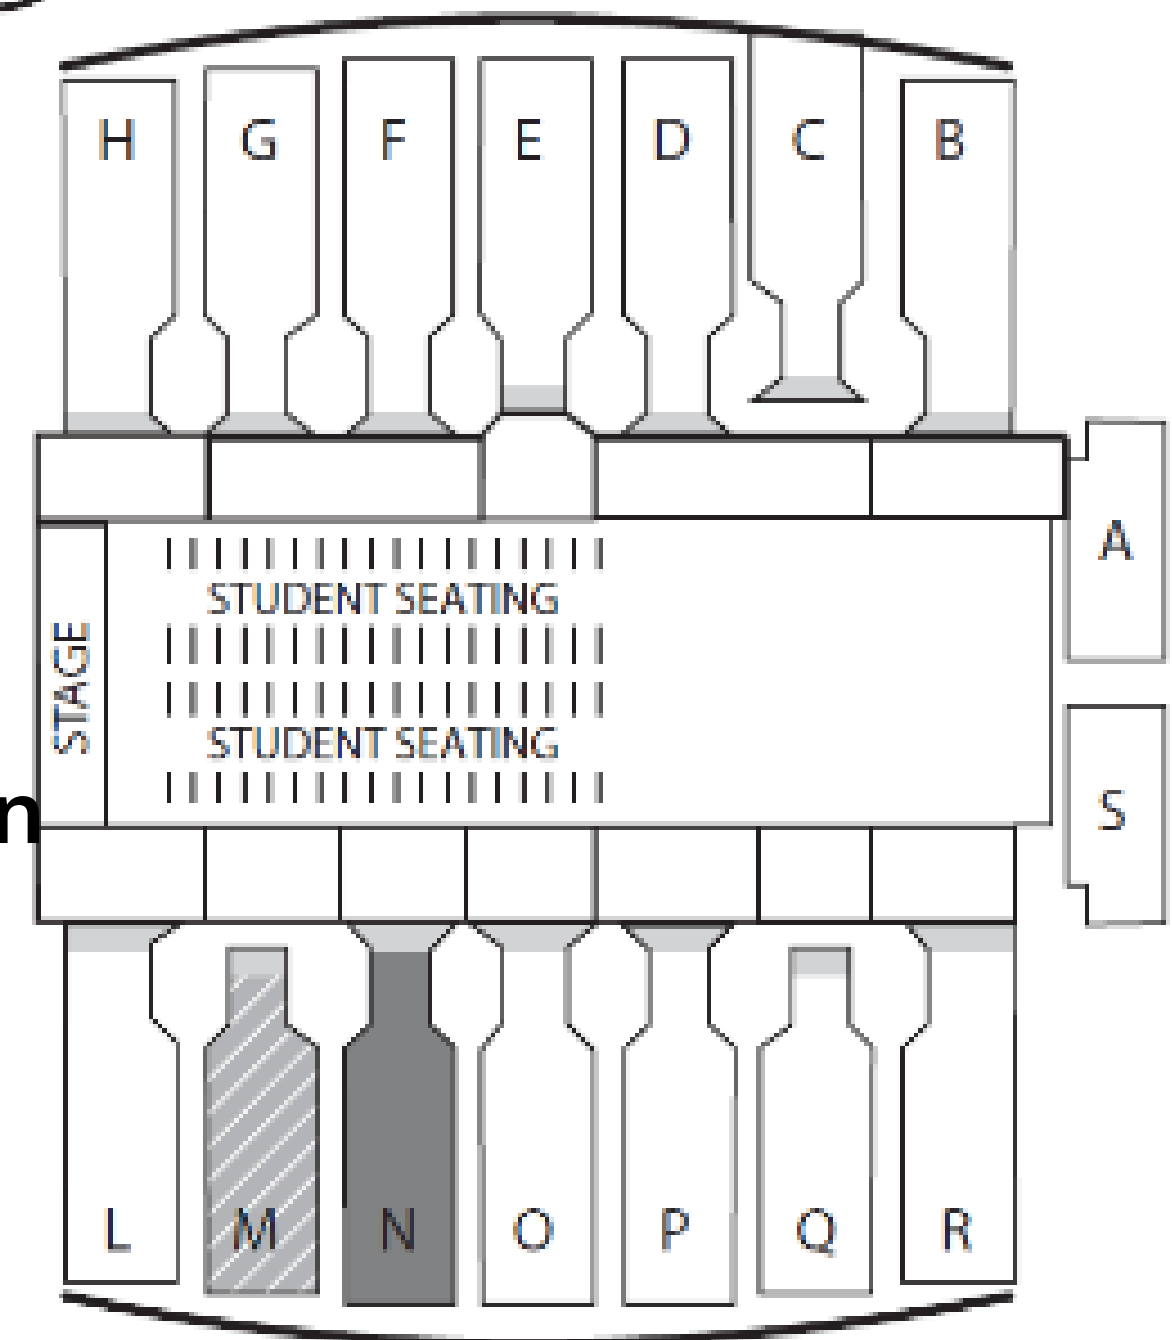 H G F E D C B
A
STUDENT SEATING
STAGE
STUDENT SEATING
n
S
L M N O P Q R